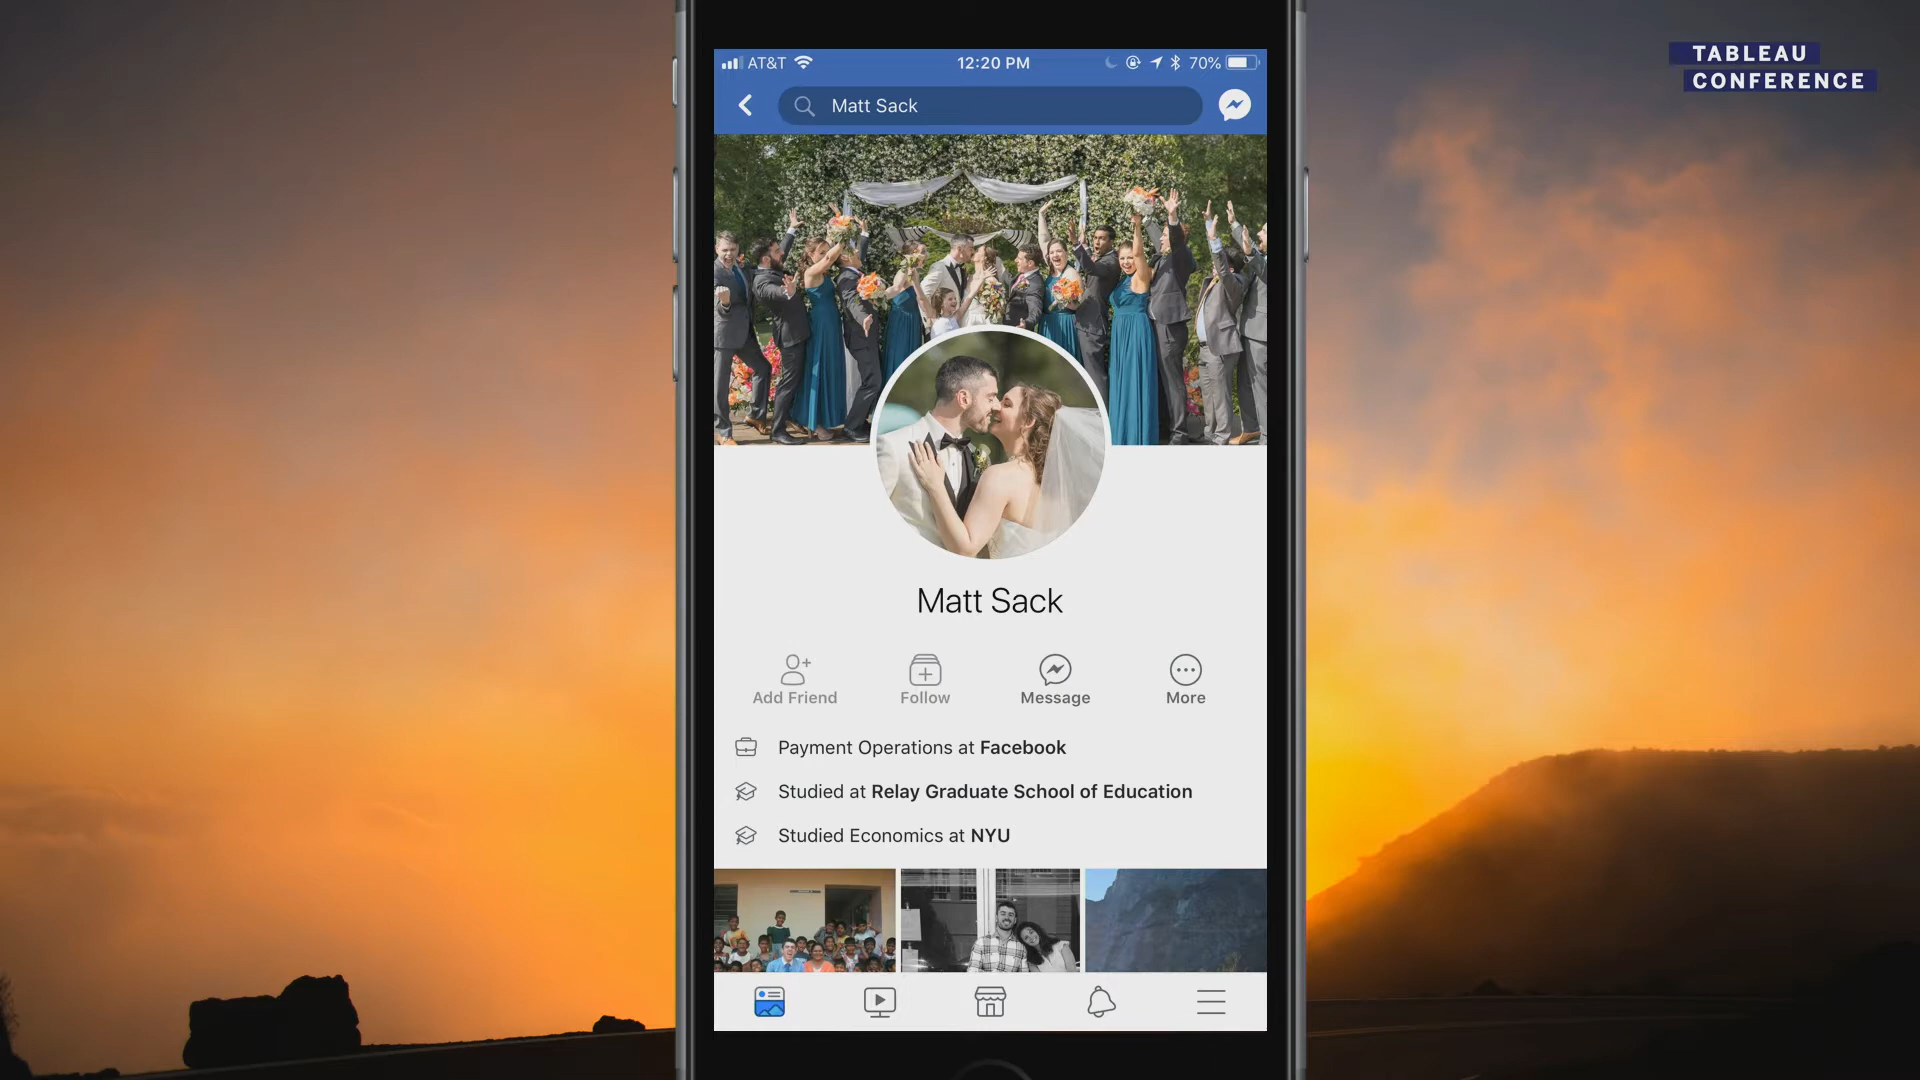 TABLEAU
CONFERENCE
AT&T 12:20 PM 70%
Matt Sack
Matt Sack
Add Friend Follow Message More
Payment Operations at Facebook
Studied at Relay Graduate School of Education
Studied Economics at NYU